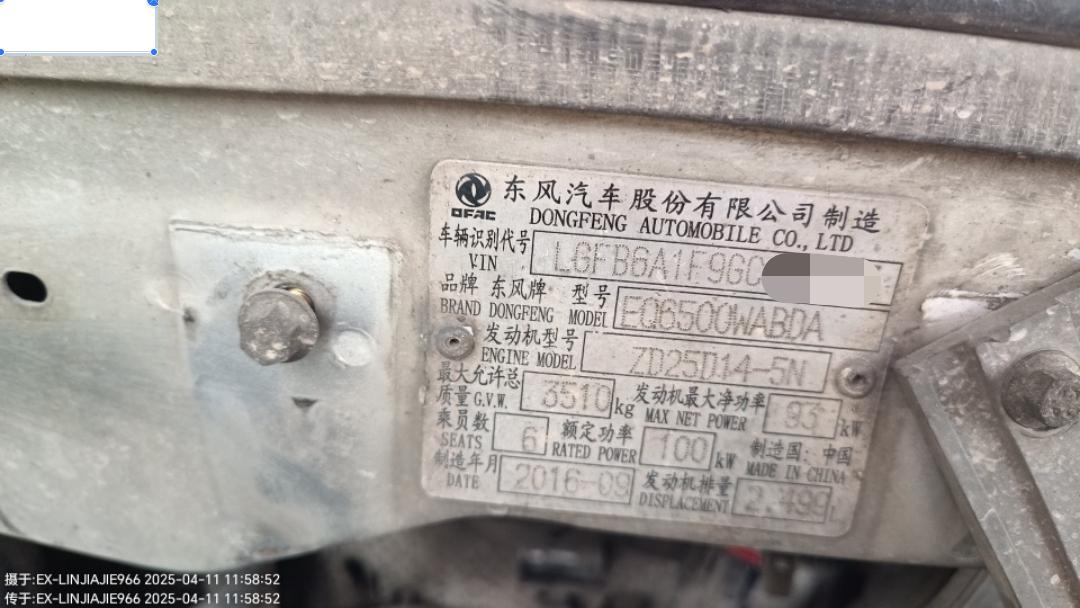 东风汽车股份有限公司制造
DFAC DONGFENG AUTOMOBILE CO., LTD
车辆识别代号
VIN LGFB6A1F9GC
品牌 东风牌 型号
BRAND DONGFENG MODEL EQ6500WABDA
发动机型号
ENGINE MODEL ZD25D14-5N
最大允许总
质量 G.V.W. 3510 kg
发动机最大净功率
MAX NET POWER 93 kW
乘员数
SEATS 6
额定功率
RATED POWER 100 kW
制造国：中国
MADE IN CHINA
制造年月
DATE 2016-09
发动机排量
DISPLACEMENT 2.499 L
摄于:EX-LINJIAJIE966 2025-04-11 11:58:52
传于:EX-LINJIAJIE966 2025-04-11 11:58:52